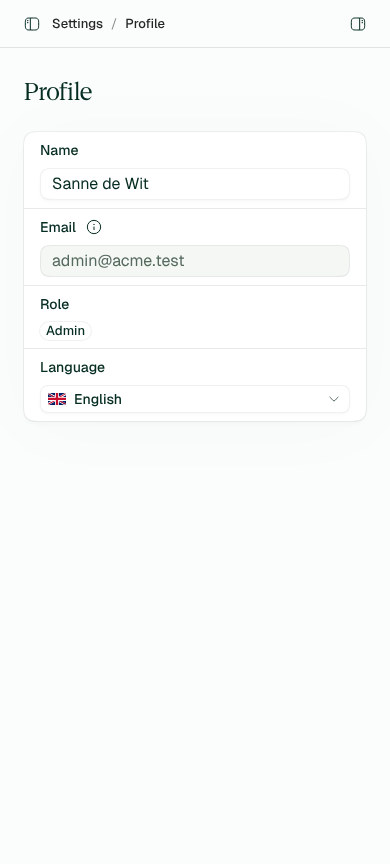 Settings / Profile
Profile
Name
Sanne de Wit
Email
admin@acme.test
Role
Admin
Language
English